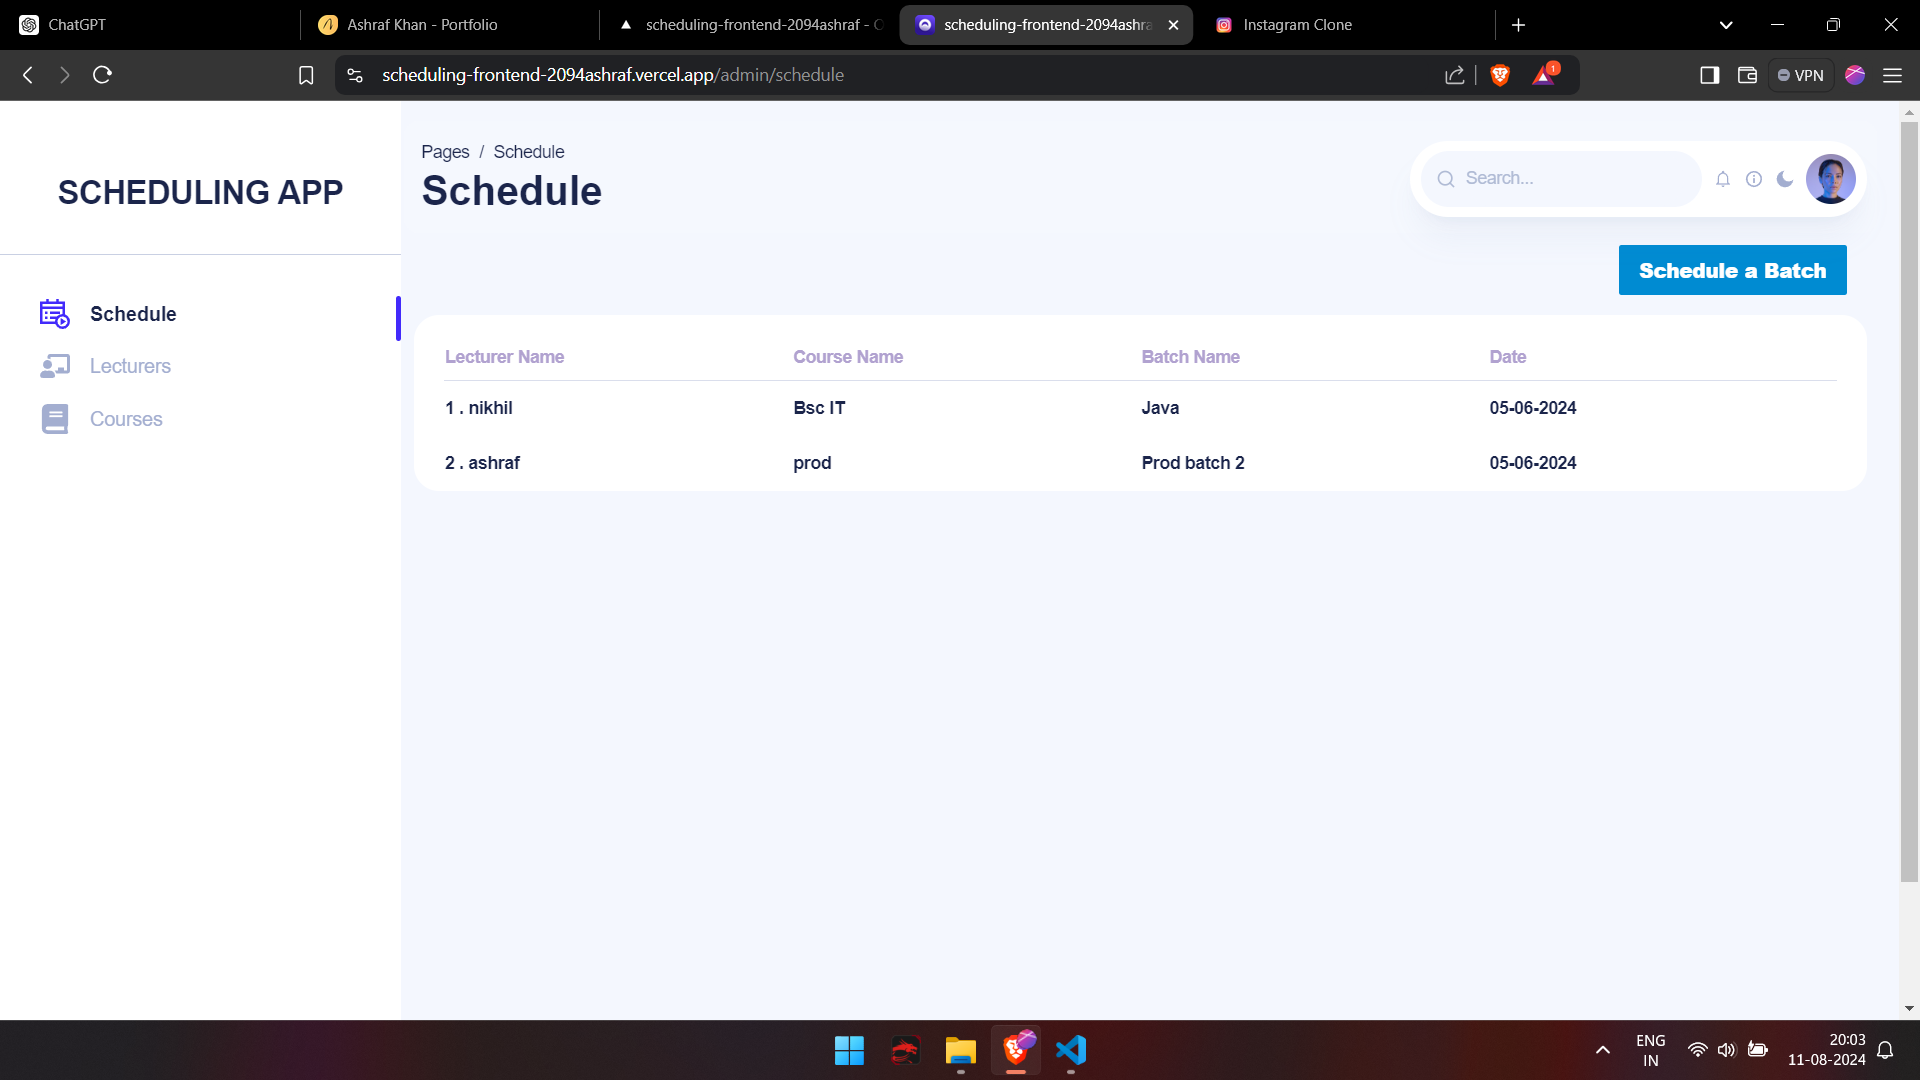 ChatGPT
Ashraf Khan - Portfolio
scheduling-frontend-2094ashraf -
scheduling-frontend-2094ashra
Instagram Clone
scheduling-frontend-2094ashraf.vercel.app/admin/schedule
1
VPN
SCHEDULING APP
Schedule
Lecturers
Courses
Pages / Schedule
Schedule
Search...
Schedule a Batch
Lecturer Name Course Name Batch Name Date
1 . nikhil Bsc IT Java 05-06-2024
2 . ashraf prod Prod batch 2 05-06-2024
ENG
IN
20:03
11-08-2024